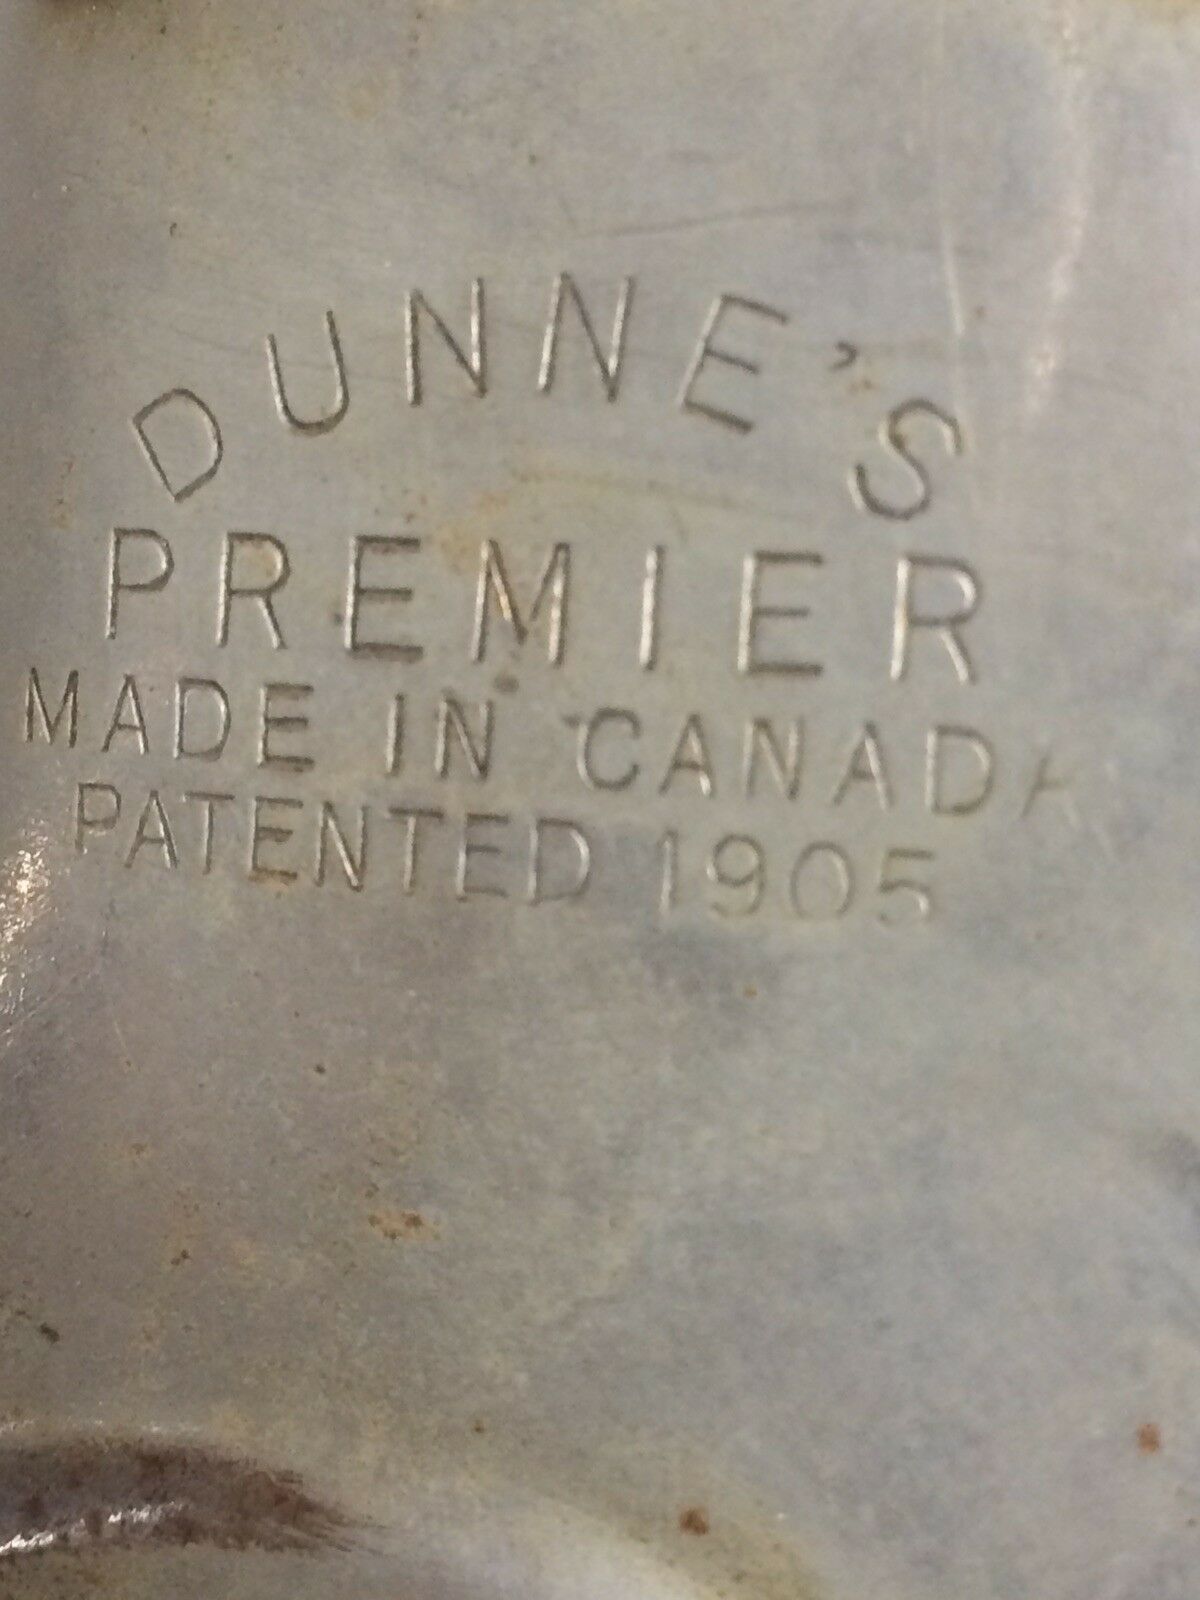 DUNNE'S
PREMIER
MADE IN CANADA
PATENTED 1905